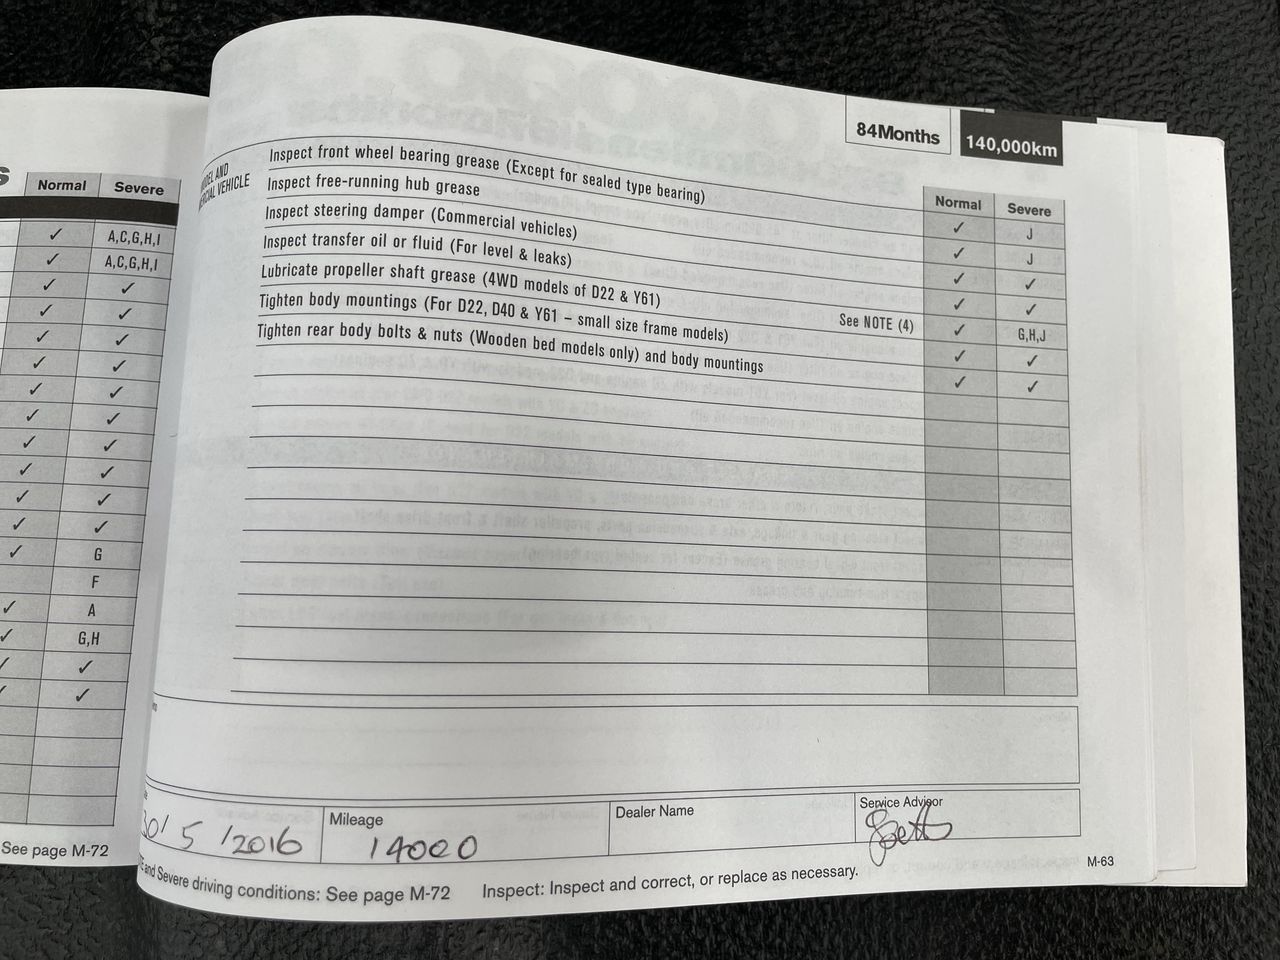 84Months 140,000km
Normal Severe
Inspect front wheel bearing grease (Except for sealed type bearing) ✓ J
Inspect free-running hub grease ✓ J
Inspect steering damper (Commercial vehicles) ✓ ✓
Inspect transfer oil or fluid (For level & leaks) ✓ ✓
Lubricate propeller shaft grease (4WD models of D22 & Y61) See NOTE (4) ✓ G,H,J
Tighten body mountings (For D22, D40 & Y61 – small size frame models) ✓ ✓
Tighten rear body bolts & nuts (Wooden bed models only) and body mountings ✓ ✓
Mileage Dealer Name Service Advisor
30/ 5 /2016 14000
and Severe driving conditions: See page M-72 Inspect: Inspect and correct, or replace as necessary.
M-63
Normal Severe
✓ A,C,G,H,I
✓ A,C,G,H,I
✓ ✓
✓ ✓
✓ ✓
✓ ✓
✓ ✓
✓ ✓
✓ ✓
✓ ✓
✓ ✓
✓ ✓
✓ G
F
✓ A
✓ G,H
✓ ✓
✓ ✓
See page M-72